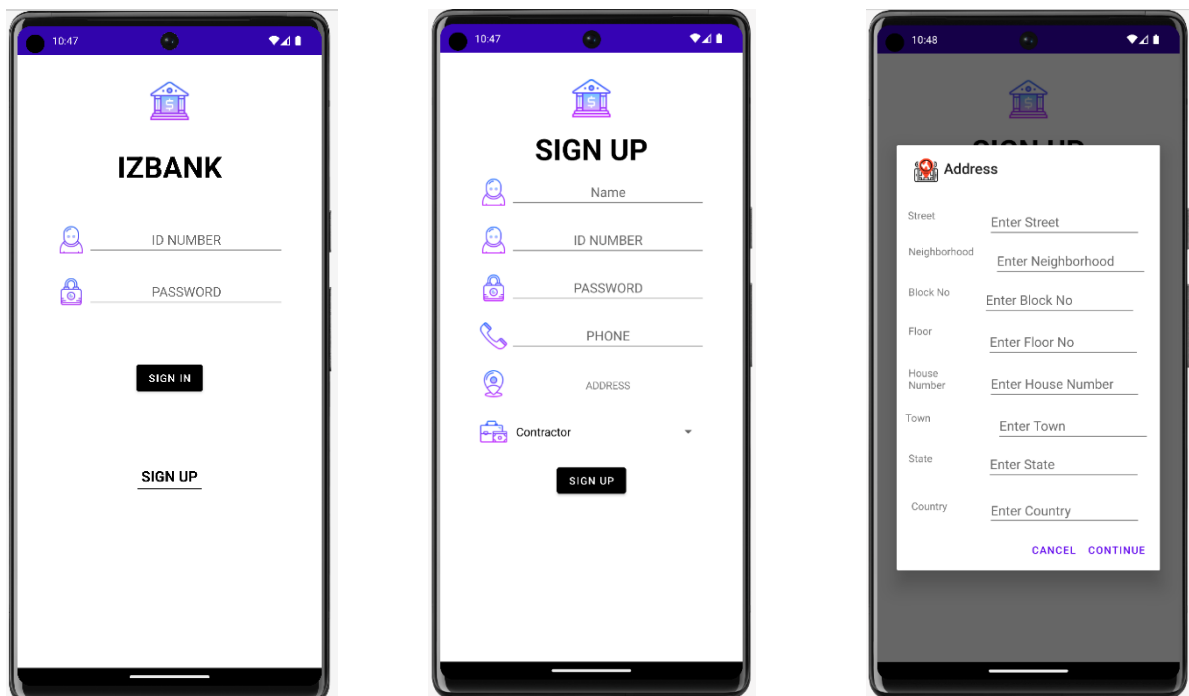 10:47
$
IZBANK
ID NUMBER
PASSWORD
SIGN IN
SIGN UP
10:47
$
SIGN UP
Name
ID NUMBER
PASSWORD
PHONE
ADDRESS
Contractor
SIGN UP
10:48
$
SIGN UP
Address
Street
Enter Street
Neighborhood
Enter Neighborhood
Block No
Enter Block No
Floor
Enter Floor No
House
Number
Enter House Number
Town
Enter Town
State
Enter State
Country
Enter Country
CANCEL CONTINUE